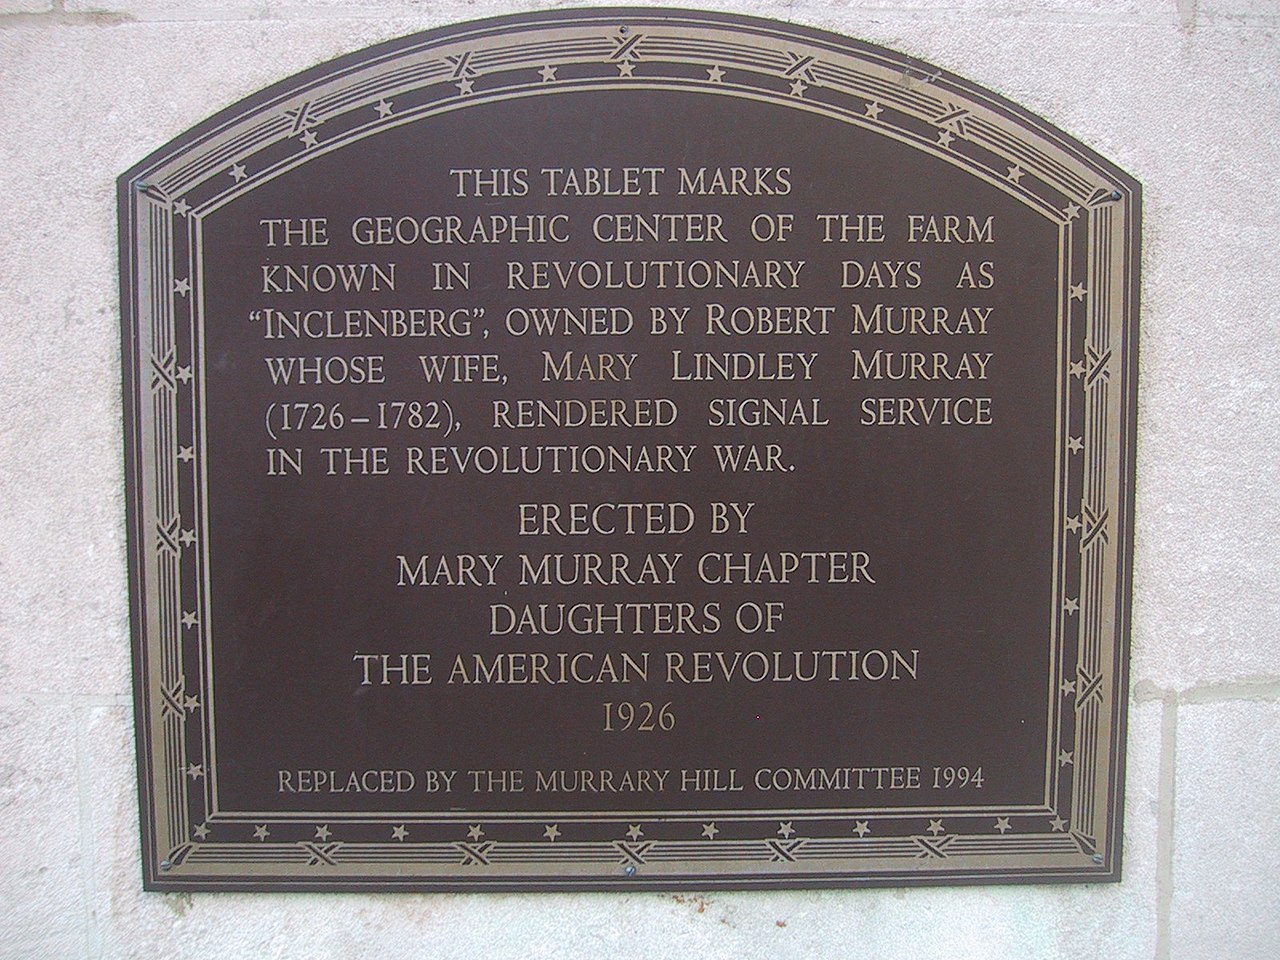 THIS TABLET MARKS
THE GEOGRAPHIC CENTER OF THE FARM
KNOWN IN REVOLUTIONARY DAYS AS
"INCLENBERG", OWNED BY ROBERT MURRAY
WHOSE WIFE, MARY LINDLEY MURRAY
(1726–1782), RENDERED SIGNAL SERVICE
IN THE REVOLUTIONARY WAR.
ERECTED BY
MARY MURRAY CHAPTER
DAUGHTERS OF
THE AMERICAN REVOLUTION
1926
REPLACED BY THE MURRARY HILL COMMITTEE 1994